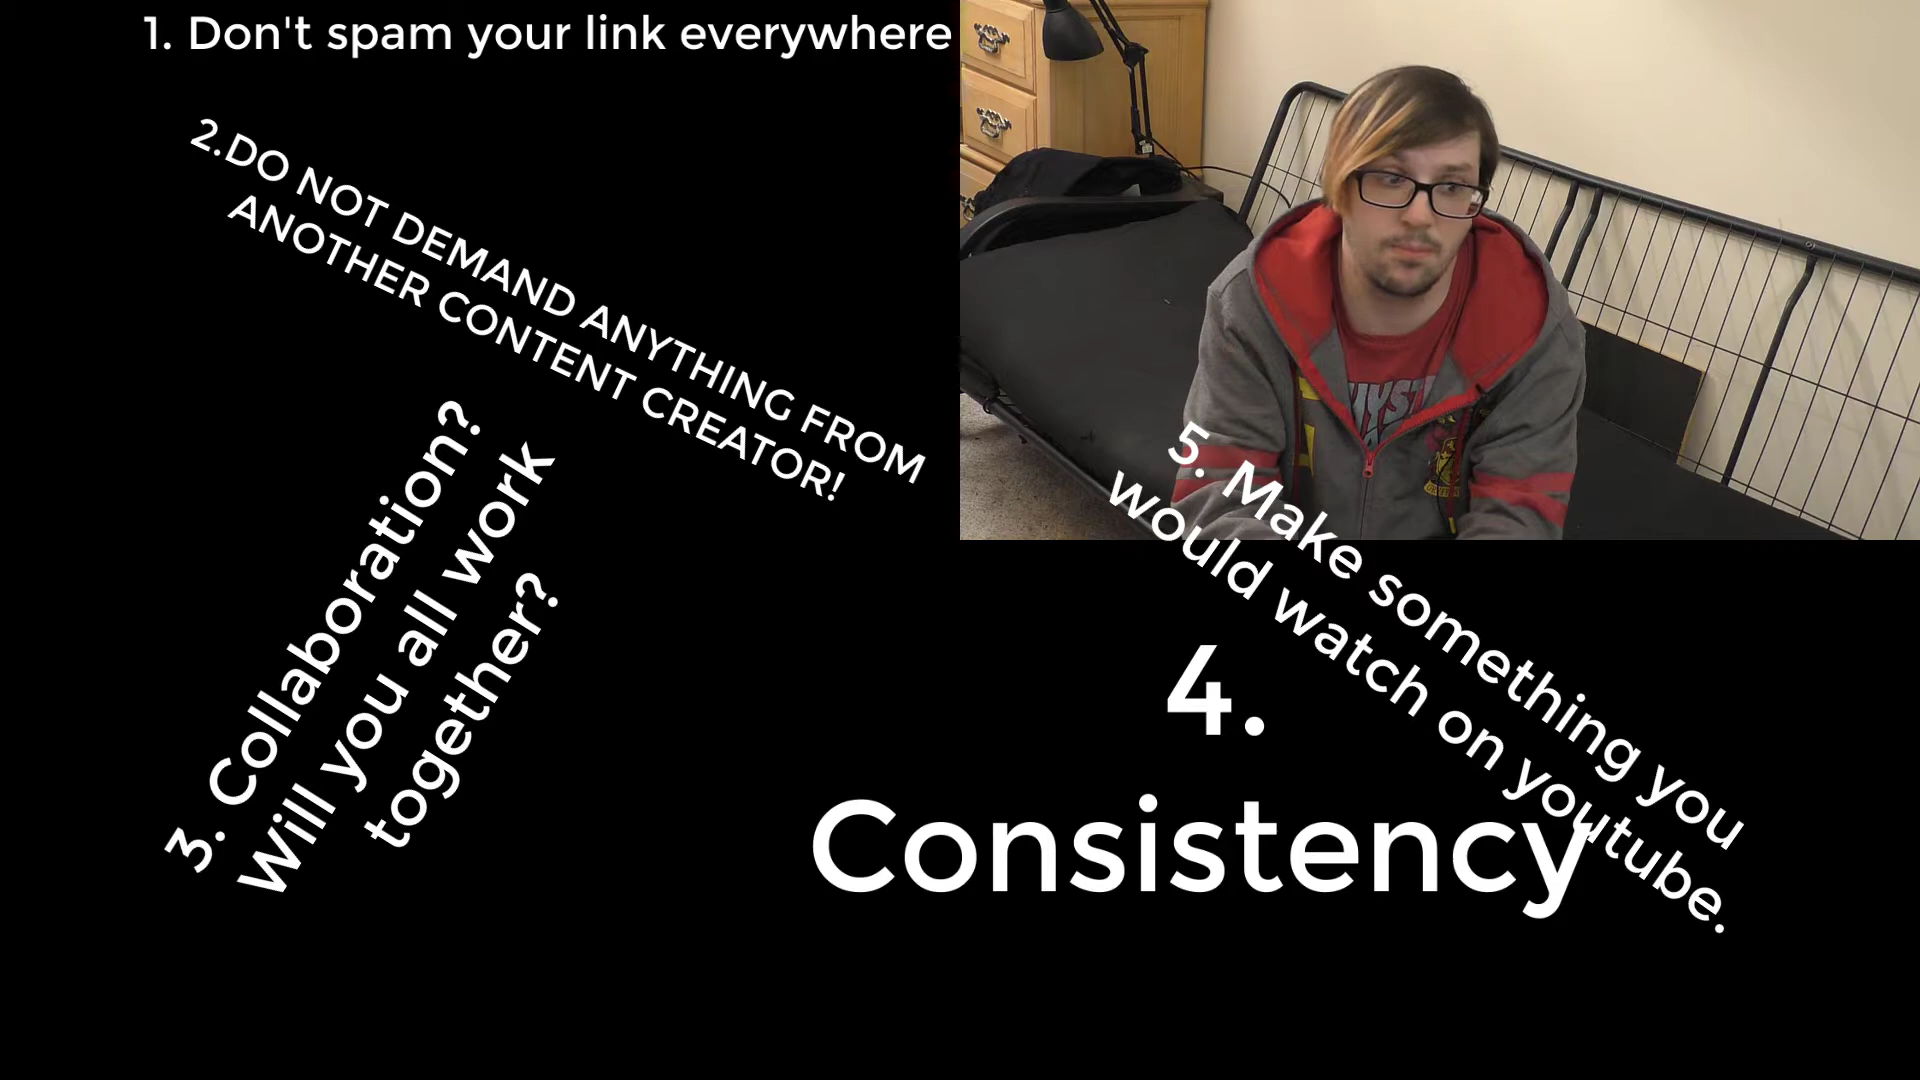 1. Don't spam your link everywhere
2.DO NOT DEMAND ANYTHING FROM
ANOTHER CONTENT CREATOR!
3. Collaboration?
Will you all work
together?
4.
Consistency
5. Make something you
would watch on youtube.